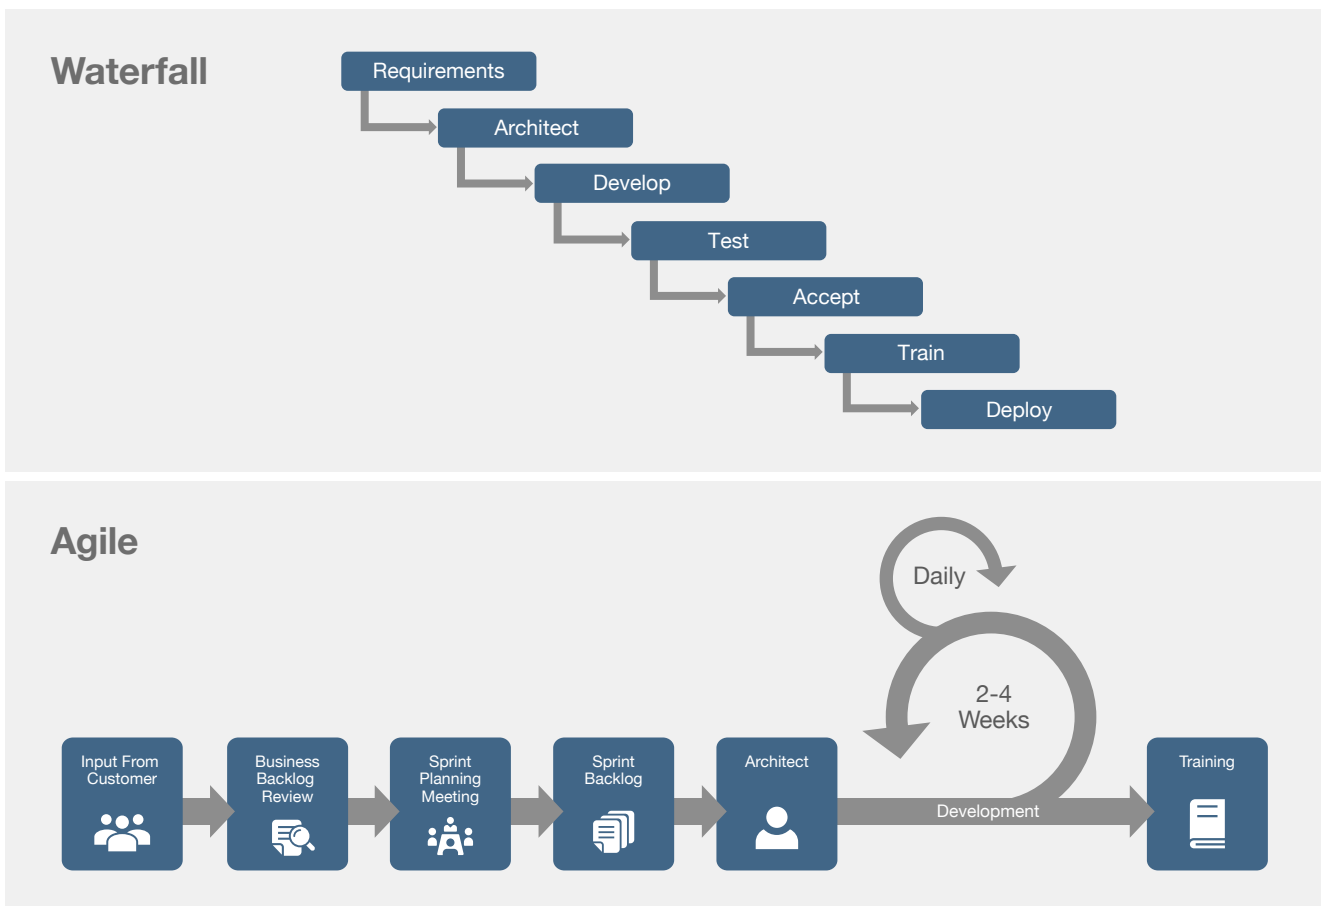 Waterfall
Requirements
Architect
Develop
Test
Accept
Train
Deploy
Agile
Daily
2-4
Weeks
Input From
Customer
Business
Backlog
Review
Sprint
Planning
Meeting
Sprint
Backlog
Architect
Development
Training